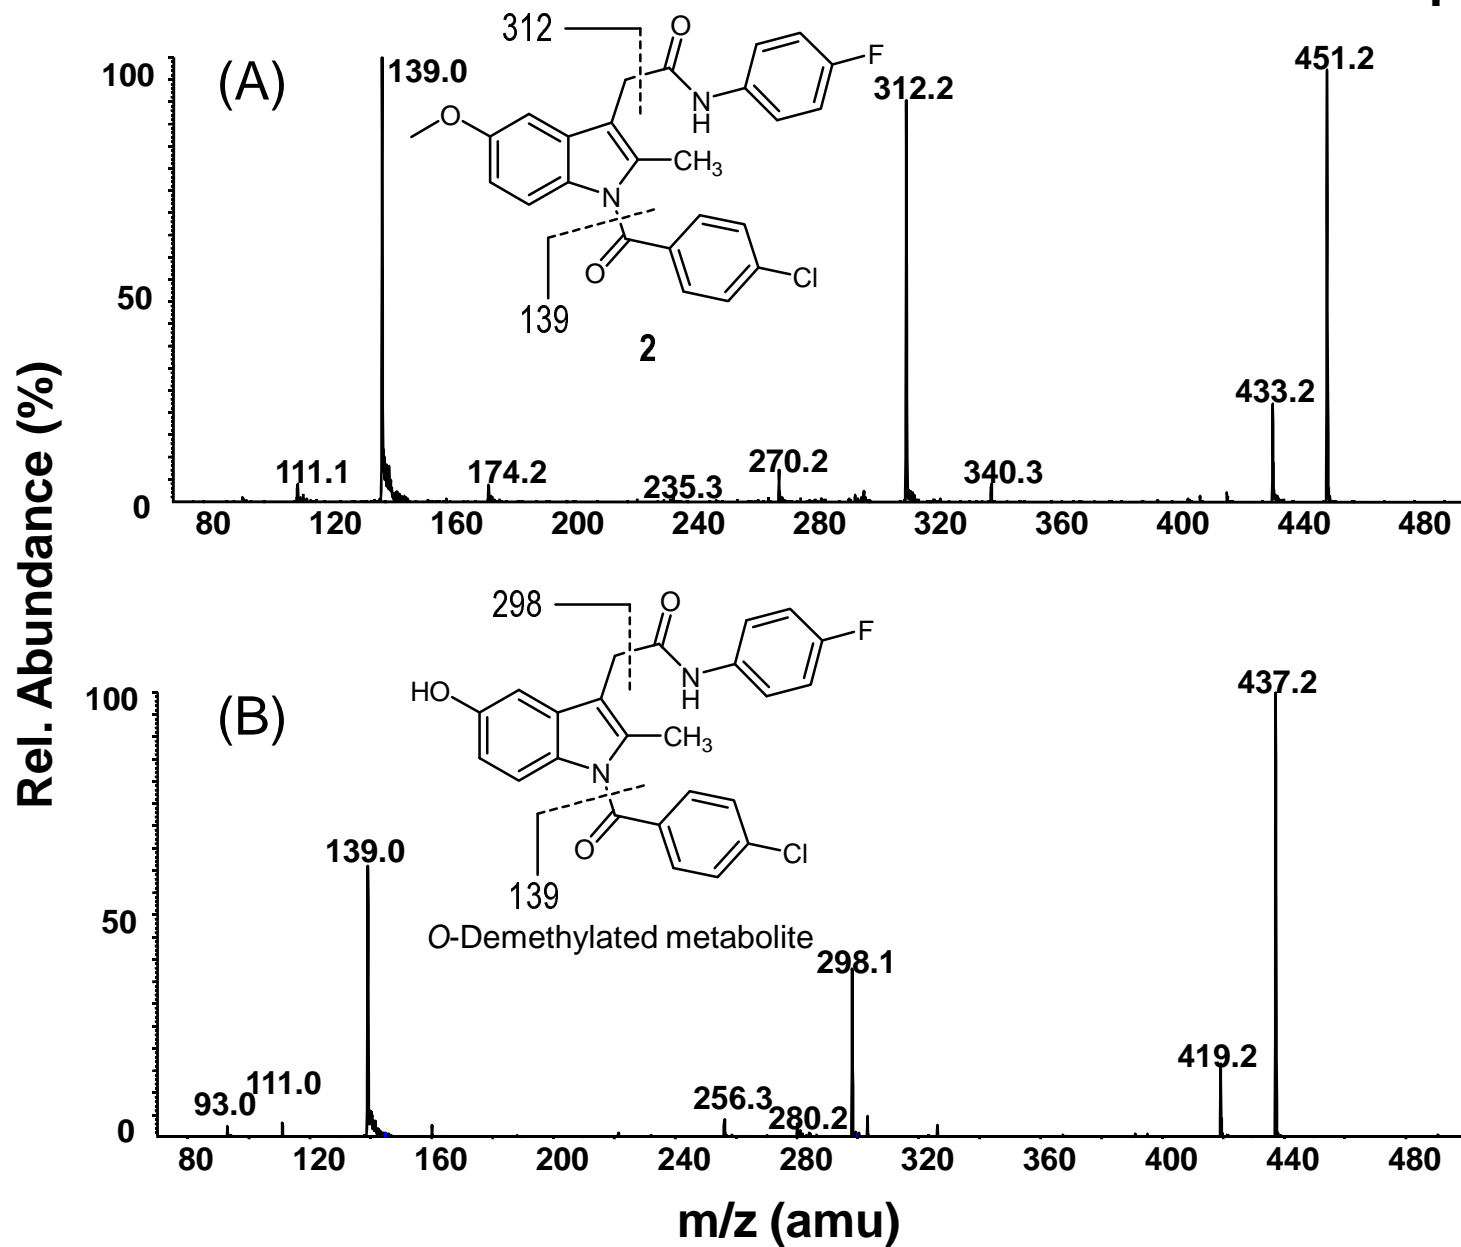 312
O
F
N
H
O
CH3
N
O
Cl
139
2
(A)
139.0
312.2
451.2
433.2
111.1
174.2
235.3
270.2
340.3
100
50
0
80 120 160 200 240 280 320 360 400 440 480
Rel. Abundance (%)
298
O
F
N
H
HO
CH3
N
O
Cl
139
O-Demethylated metabolite
(B)
437.2
139.0
298.1
419.2
93.0
111.0
256.3
280.2
100
50
0
80 120 160 200 240 280 320 360 400 440 480
m/z (amu)